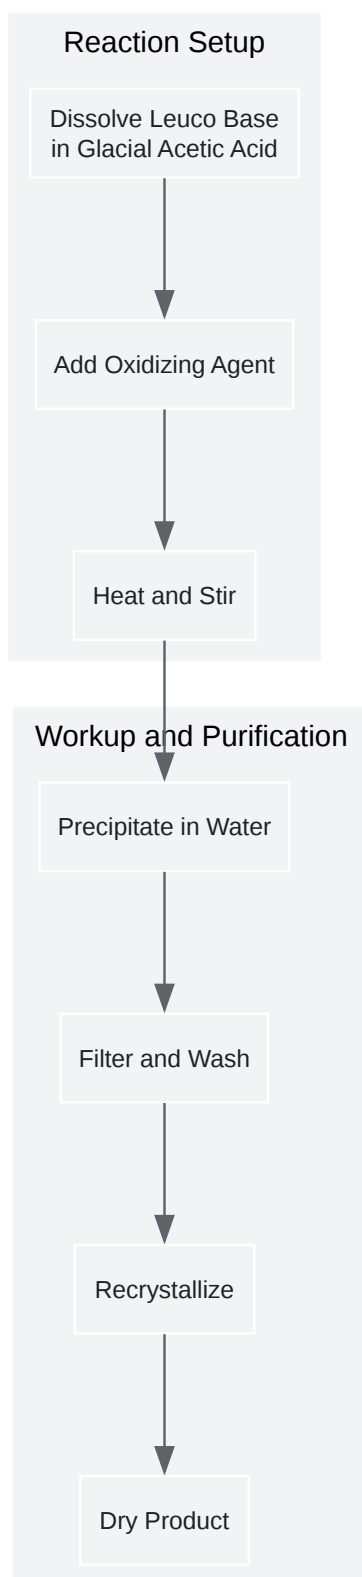 Reaction Setup
Dissolve Leuco Base
in Glacial Acetic Acid
Add Oxidizing Agent
Heat and Stir
Workup and Purification
Precipitate in Water
Filter and Wash
Recrystallize
Dry Product